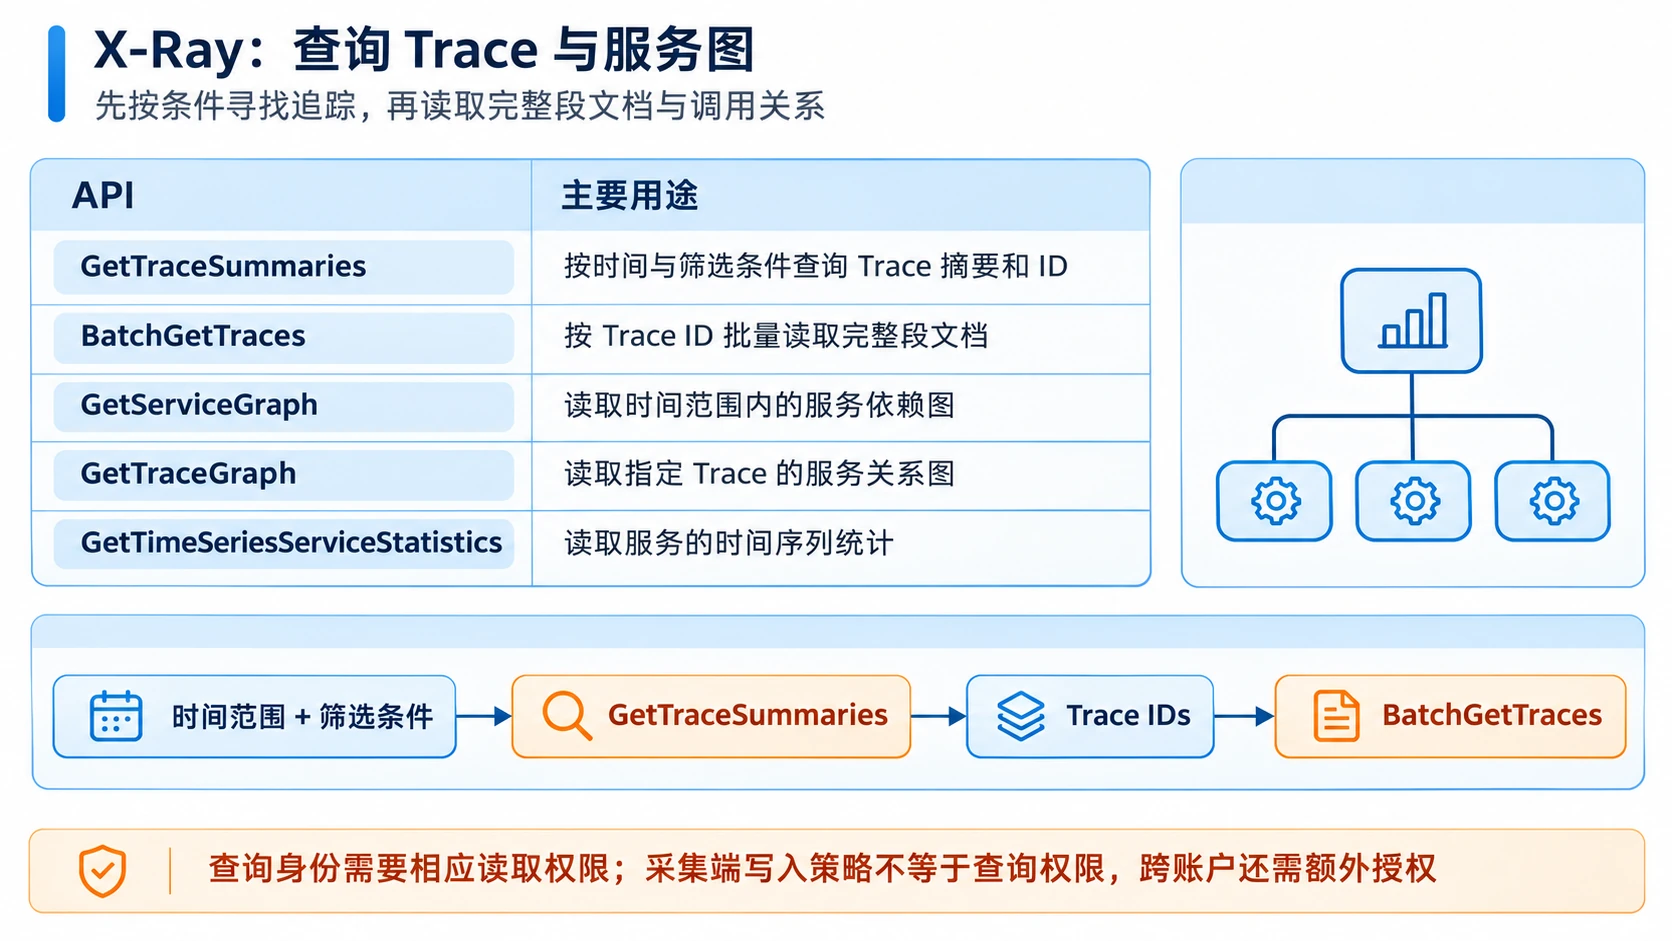 X-Ray：查询 Trace 与服务图
先按条件寻找追踪，再读取完整段文档与调用关系
API
主要用途
GetTraceSummaries
按时间与筛选条件查询 Trace 摘要和 ID
BatchGetTraces
按 Trace ID 批量读取完整段文档
GetServiceGraph
读取时间范围内的服务依赖图
GetTraceGraph
读取指定 Trace 的服务关系图
GetTimeSeriesServiceStatistics
读取服务的时间序列统计
时间范围 + 筛选条件
GetTraceSummaries
Trace IDs
BatchGetTraces
查询身份需要相应读取权限；采集端写入策略不等于查询权限，跨账户还需额外授权